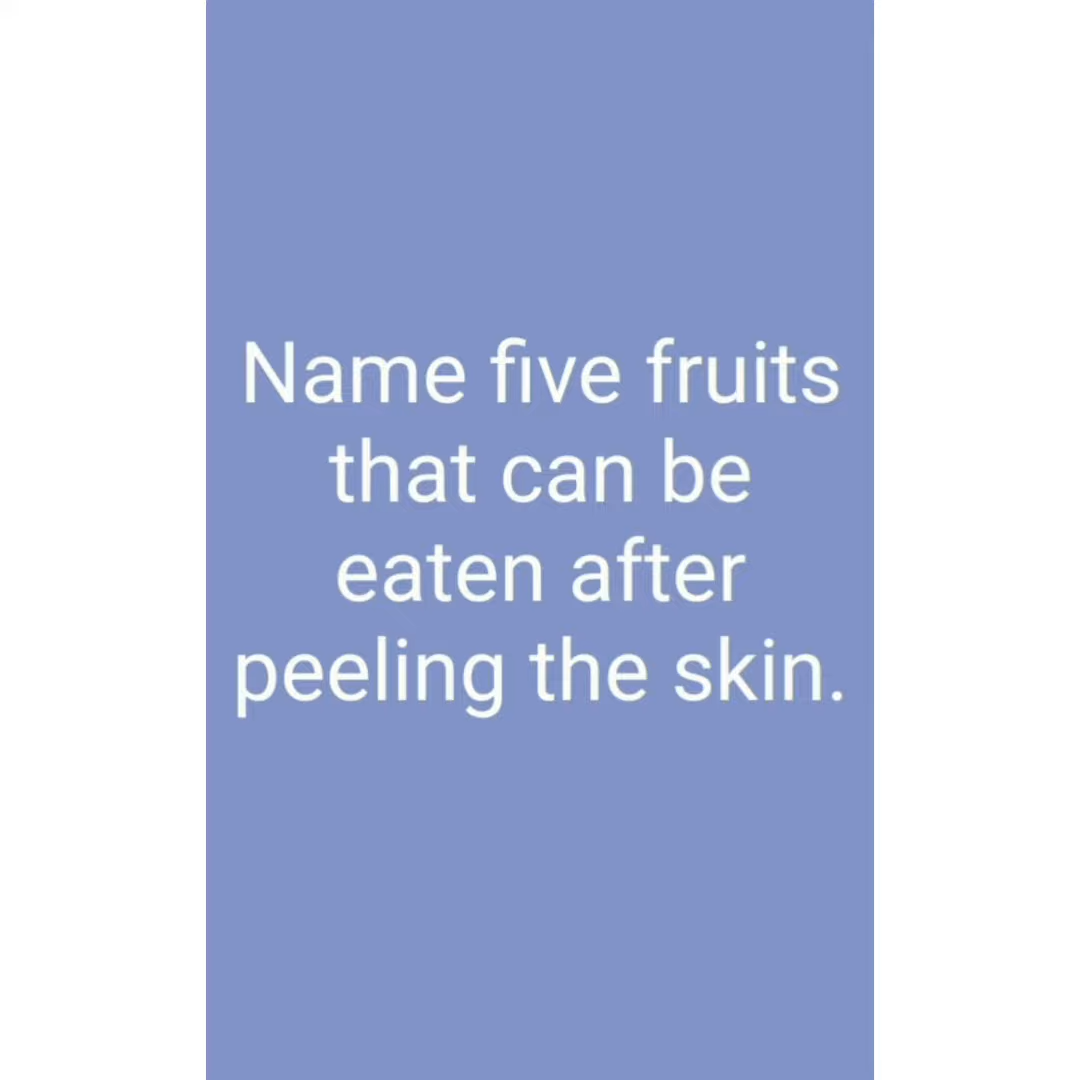 Name five fruits
that can be
eaten after
peeling the skin.